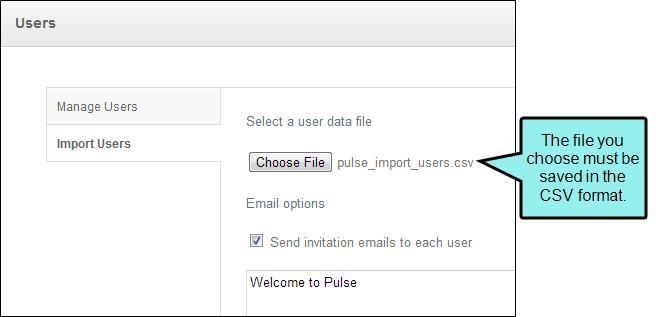 Users
Manage Users
Import Users
Select a user data file
Choose File pulse_import_users.csv
Email options
Send invitation emails to each user
Welcome to Pulse
The file you
choose must be
saved in the
CSV format.